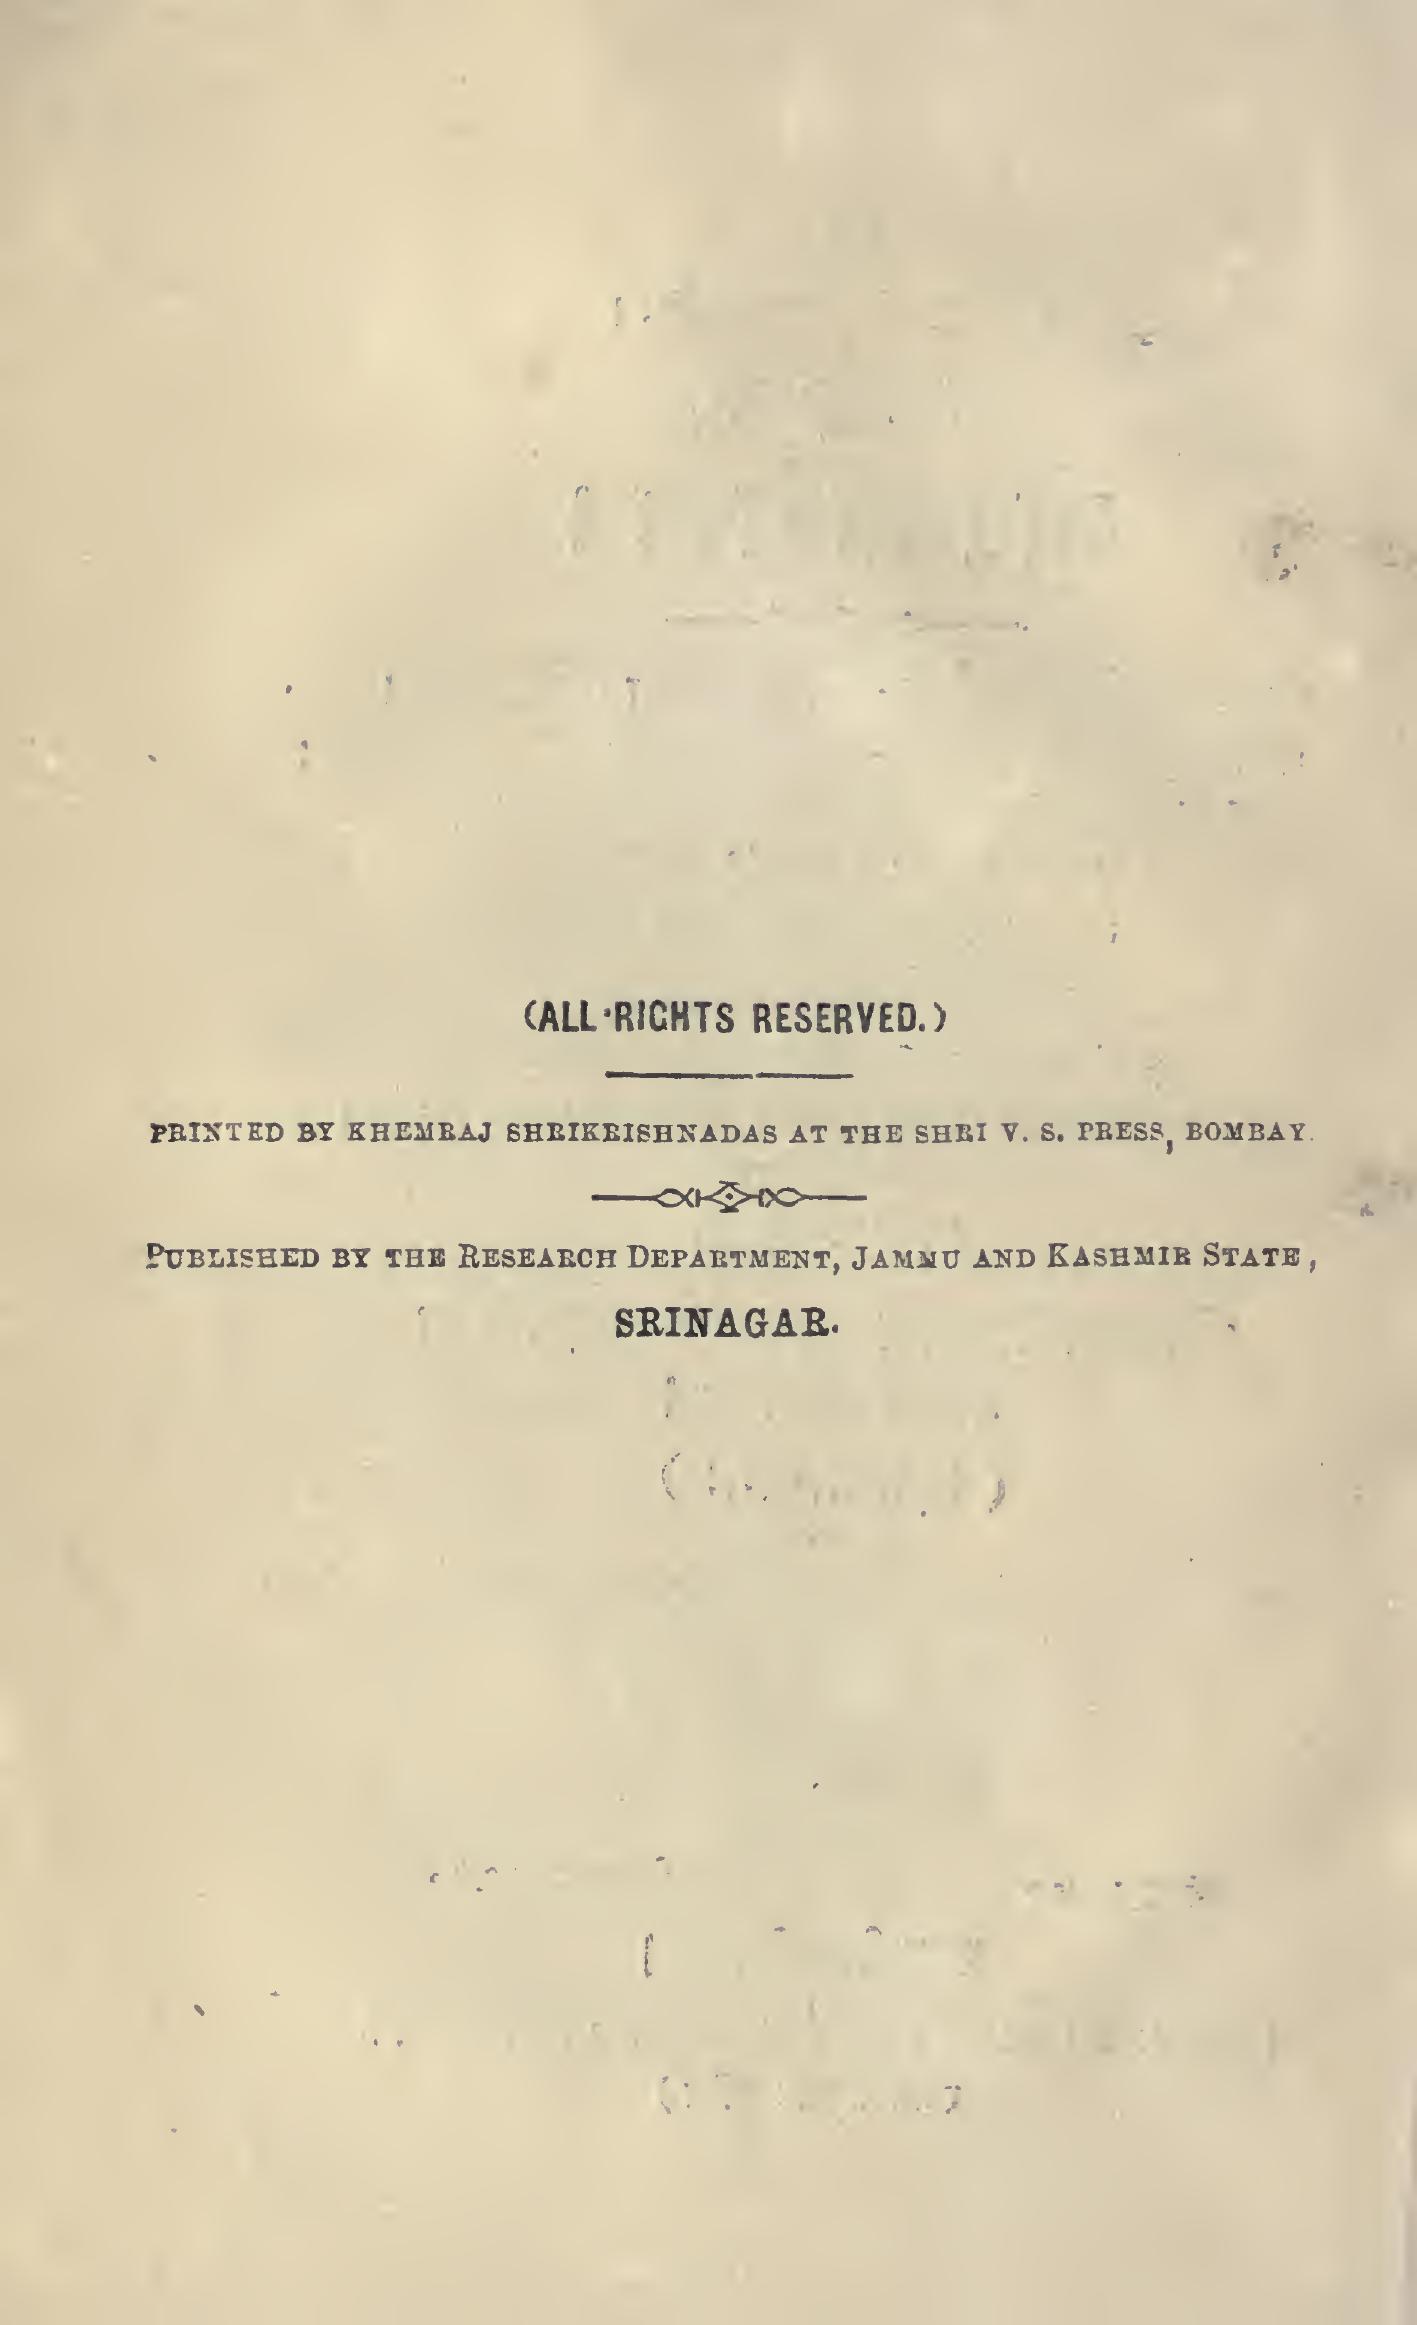 (ALL RIGHTS RESERVED.)
PRINTED BY KHEMRAJ SHRIKRISHNADAS AT THE SHRI V. S. PRESS, BOMBAY.
PUBLISHED BY THE RESEARCH DEPARTMENT, JAMMU AND KASHMIR STATE,
SRINAGAR.